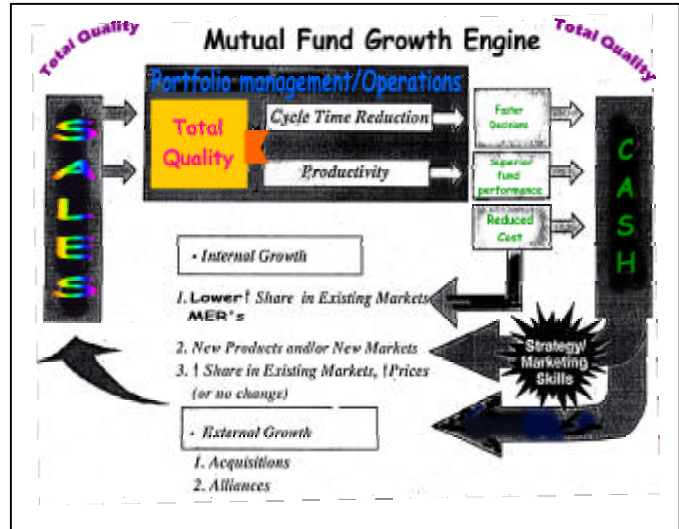 Total Quality
Mutual Fund Growth Engine
Total Quality
SALES
Portfolio management/Operations
Total
Quality
Cycle Time Reduction
Productivity
Faster
Decisions
Superior
fund
performance
Reduced
Cost
CASH
· Internal Growth
1. Lower ↑ Share in Existing Markets
MER's
2. New Products and/or New Markets
3. ↑ Share in Existing Markets, ↑Prices
(or no change)
Strategy/
Marketing
Skills
· External Growth
1. Acquisitions
2. Alliances